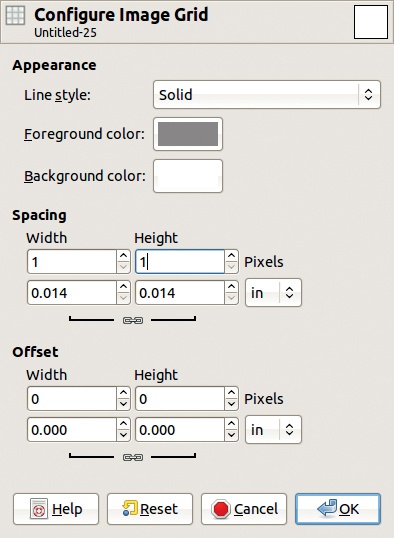 Configure Image Grid
Untitled-25
Appearance
Line style: Solid
Foreground color:
Background color:
Spacing
Width Height
1 1 Pixels
0.014 0.014 in
Offset
Width Height
0 0 Pixels
0.000 0.000 in
Help Reset Cancel OK